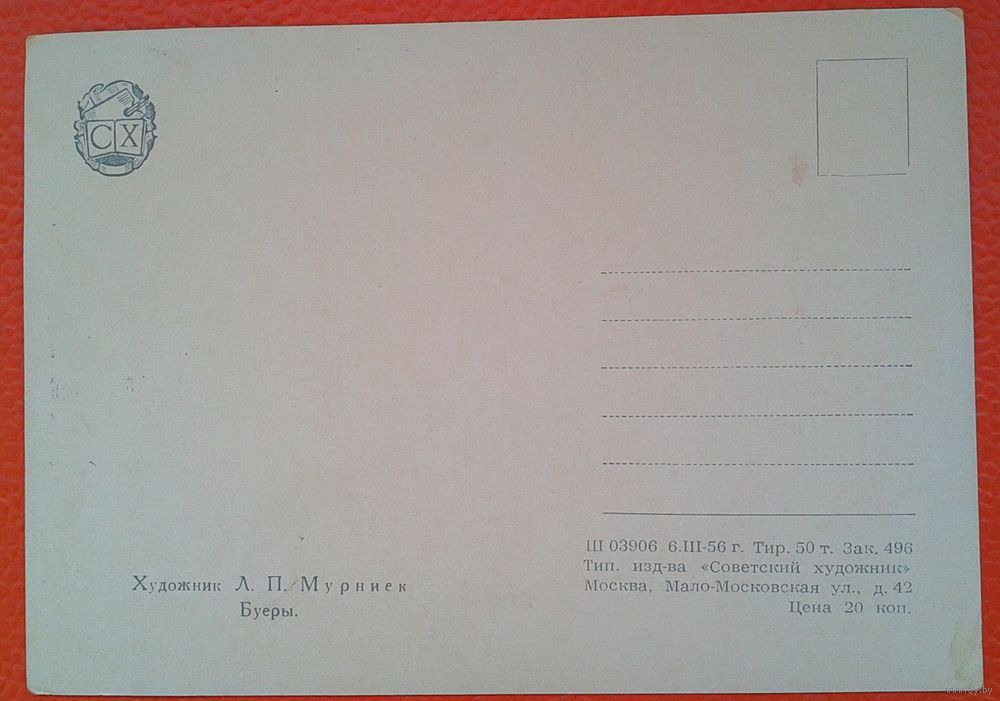 СХ
Художник Л. П. Мурниек
Буеры.
Ш 03906 6.III-56 г. Тир. 50 т. Зак. 496
Тип. изд-ва «Советский художник»
Москва, Мало-Московская ул., д. 42
Цена 20 коп.